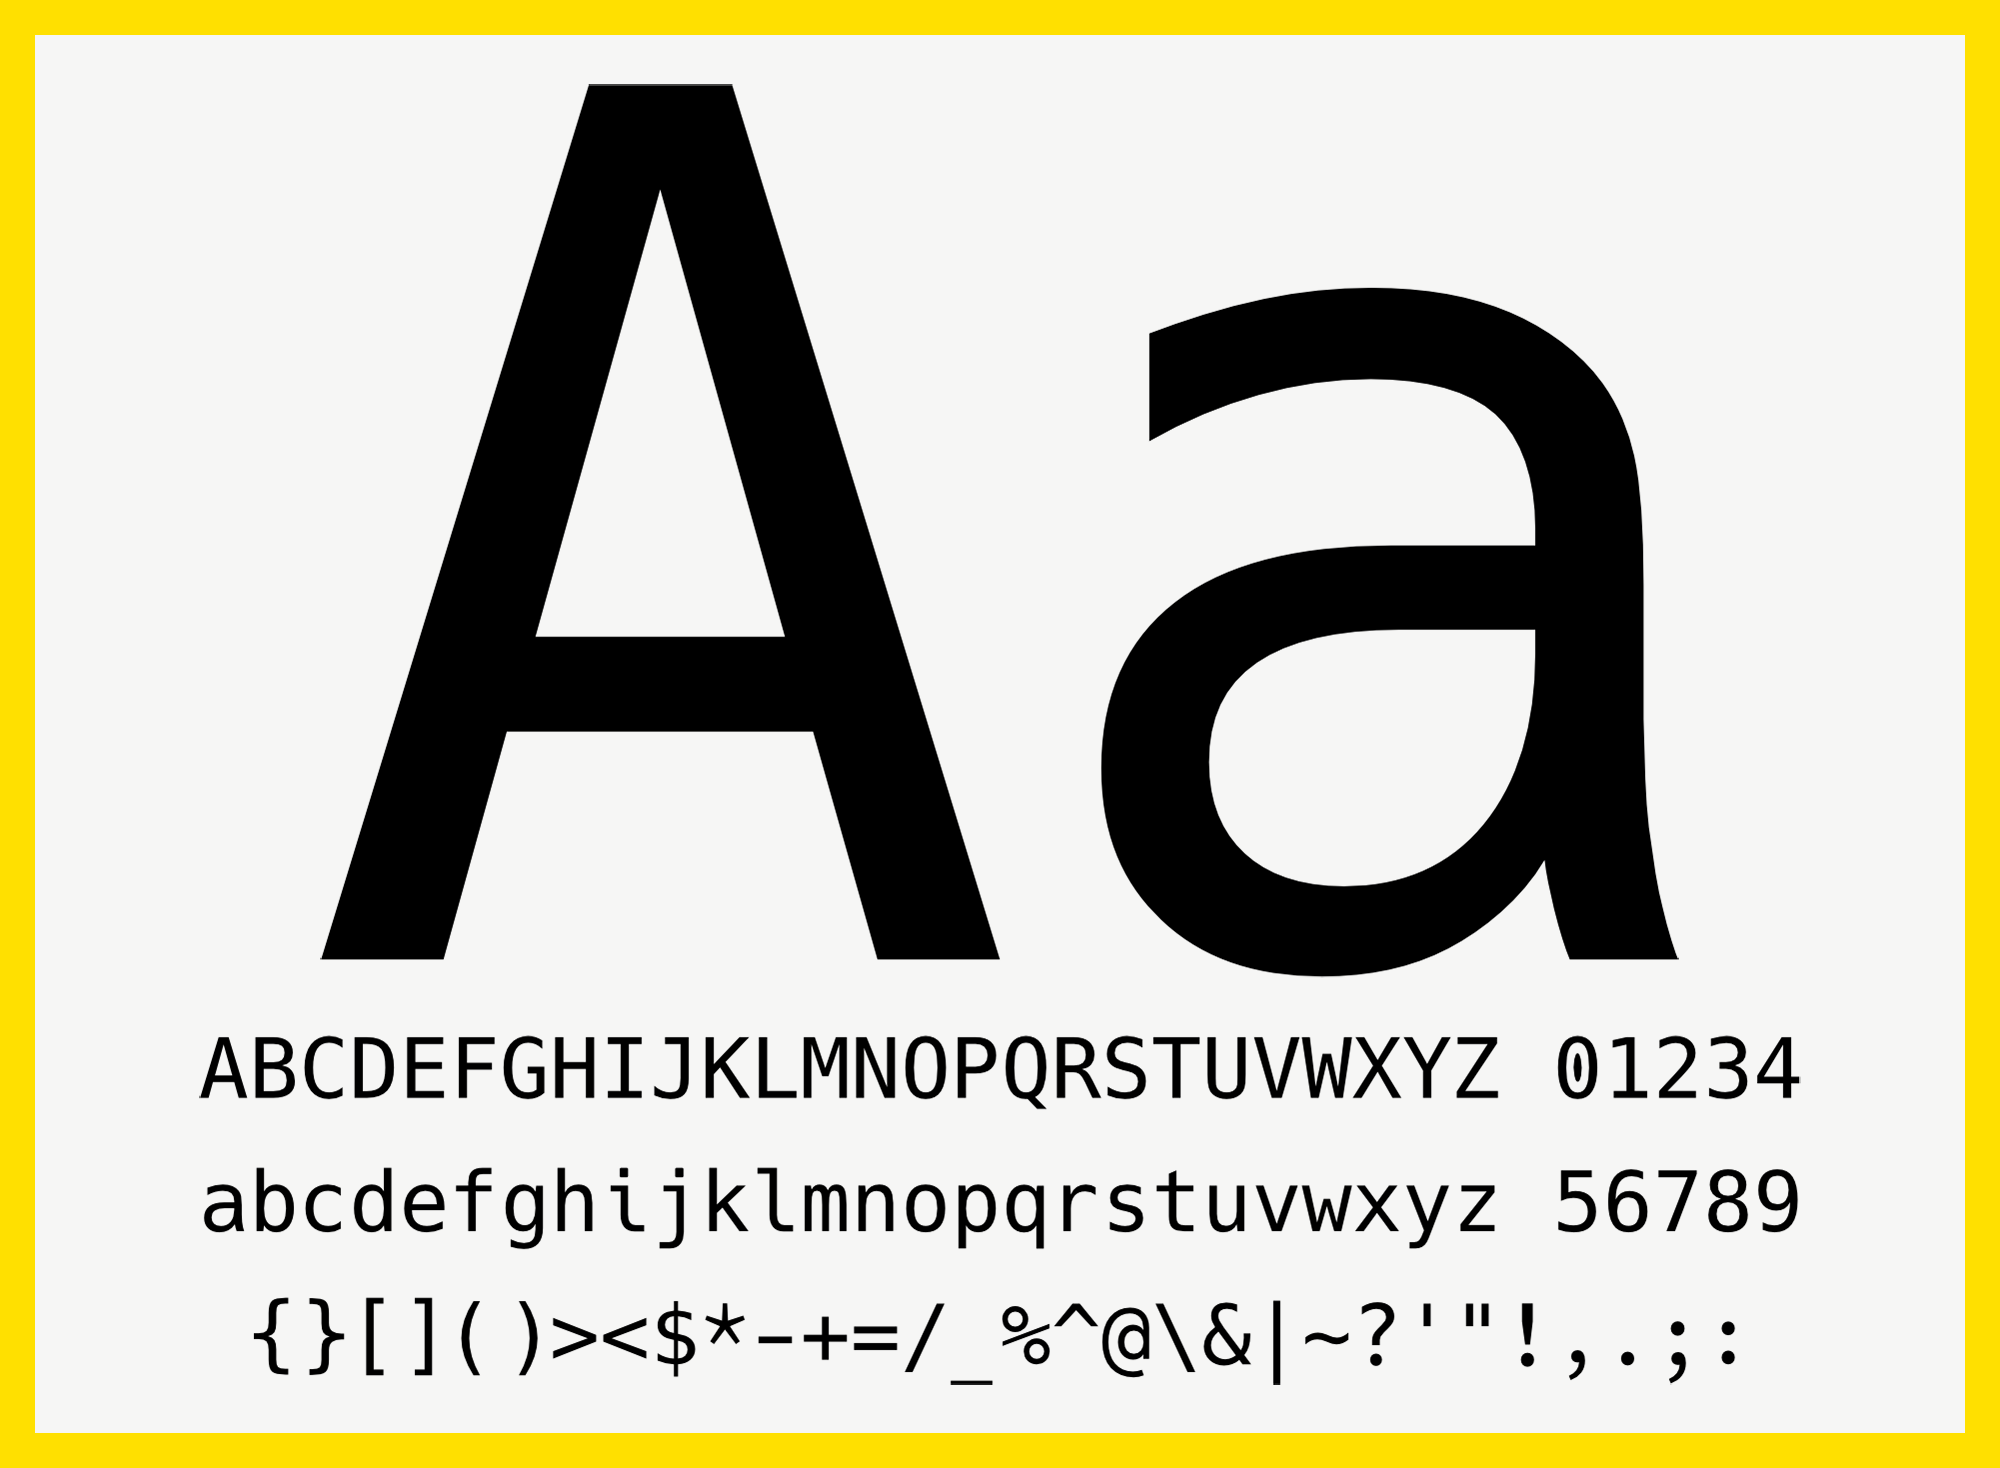 Aa
ABCDEFGHIJKLMNOPQRSTUVWXYZ 01234
abcdefghijklmnopqrstuvwxyz 56789
{}[]()><$*-+=/_%^@\&|~?'"!,.;: